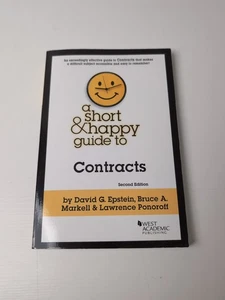 An exceedingly effective guide to Contracts that makes
a difficult subject accessible and easy to remember!
a short
& happy
guide to
Contracts
Second Edition
by David G. Epstein, Bruce A.
Markell & Lawrence Ponoroff
WEST
ACADEMIC
PUBLISHING